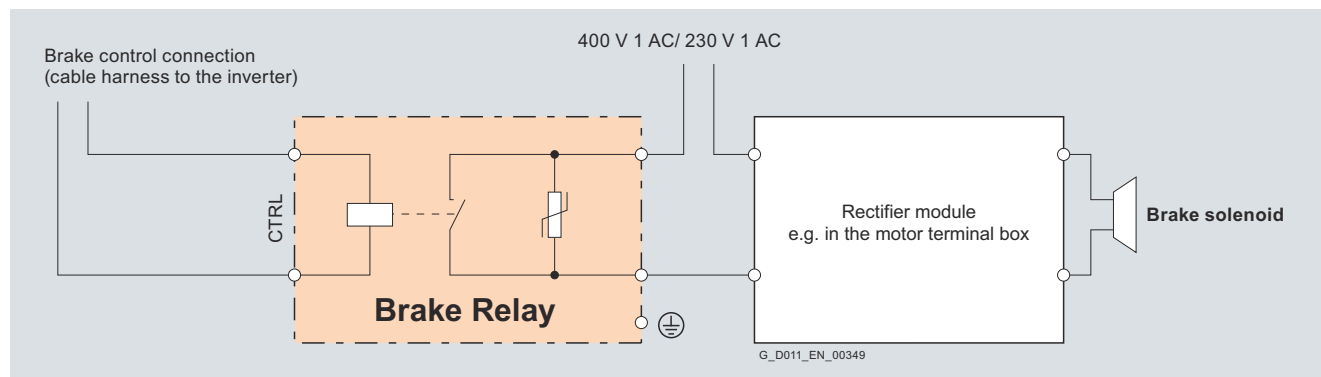 400 V 1 AC/ 230 V 1 AC
Brake control connection
(cable harness to the inverter)
CTRL
Rectifier module
e.g. in the motor terminal box
Brake solenoid
Brake Relay
G_D011_EN_00349